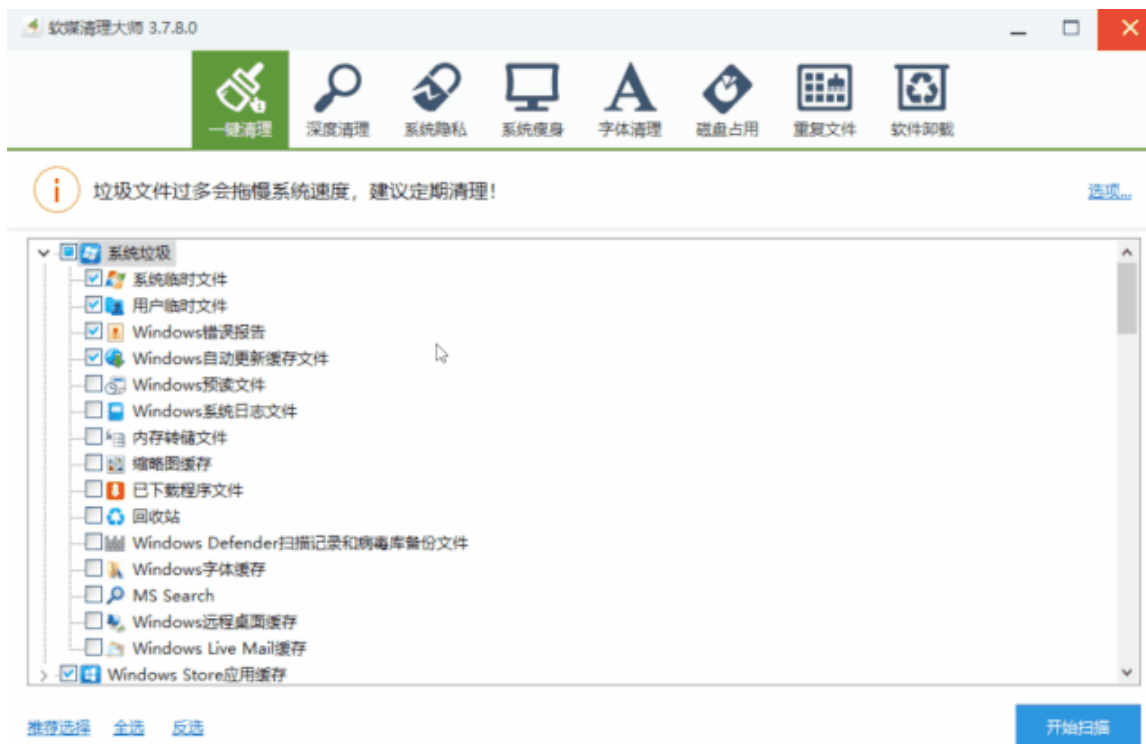 软媒清理大师 3.7.8.0
一键清理 深度清理 系统隐私 系统瘦身 字体清理 磁盘占用 重复文件 软件卸载
垃圾文件过多会拖慢系统速度，建议定期清理！ 选项...
系统垃圾
系统临时文件
用户临时文件
Windows错误报告
Windows自动更新缓存文件
Windows预读文件
Windows系统日志文件
内存转储文件
缩略图缓存
已下载程序文件
回收站
Windows Defender扫描记录和病毒库备份文件
Windows字体缓存
MS Search
Windows远程桌面缓存
Windows Live Mail缓存
Windows Store应用缓存
推荐选择 全选 反选 开始扫描